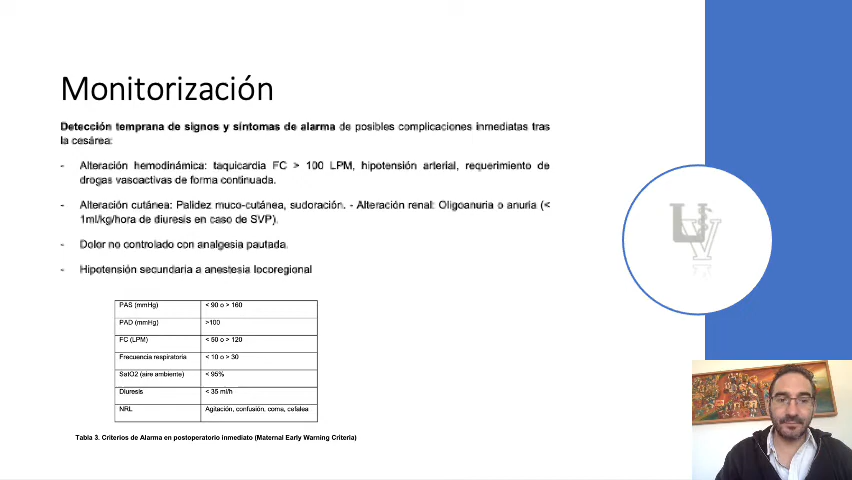 Monitorización
Detección temprana de signos y síntomas de alarma de posibles complicaciones inmediatas tras
la cesárea:
- Alteración hemodinámica: taquicardia FC > 100 LPM, hipotensión arterial, requerimiento de
drogas vasoactivas de forma continuada.
- Alteración cutánea: Palidez muco-cutánea, sudoración. - Alteración renal: Oligoanuria o anuria (<
1ml/kg/hora de diuresis en caso de SVP).
- Dolor no controlado con analgesia pautada.
- Hipotensión secundaria a anestesia locoregional
PAS (mmHg) < 90 o > 160
PAD (mmHg) >100
FC (LPM) < 50 o > 120
Frecuencia respiratoria < 10 o > 30
SatO2 (aire ambiente) < 95%
Diuresis < 35 ml/h
NRL Agitación, confusión, coma, cefalea
Tabla 3. Criterios de Alarma en postoperatorio inmediato (Maternal Early Warning Criteria)
UV